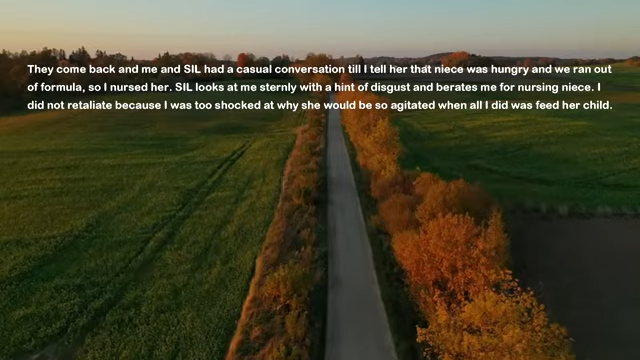 They come back and me and SIL had a casual conversation till I tell her that niece was hungry and we ran out
of formula, so I nursed her. SIL looks at me sternly with a hint of disgust and berates me for nursing niece. I
did not retaliate because I was too shocked at why she would be so agitated when all I did was feed her child.